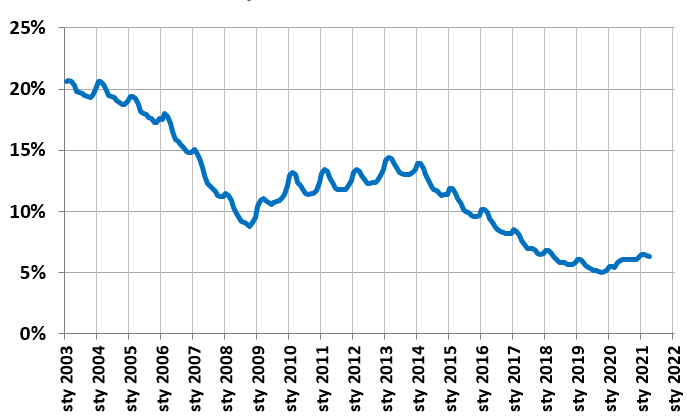 25%
20%
15%
10%
5%
0%
sty 2003
sty 2004
sty 2005
sty 2006
sty 2007
sty 2008
sty 2009
sty 2010
sty 2011
sty 2012
sty 2013
sty 2014
sty 2015
sty 2016
sty 2017
sty 2018
sty 2019
sty 2020
sty 2021
sty 2022